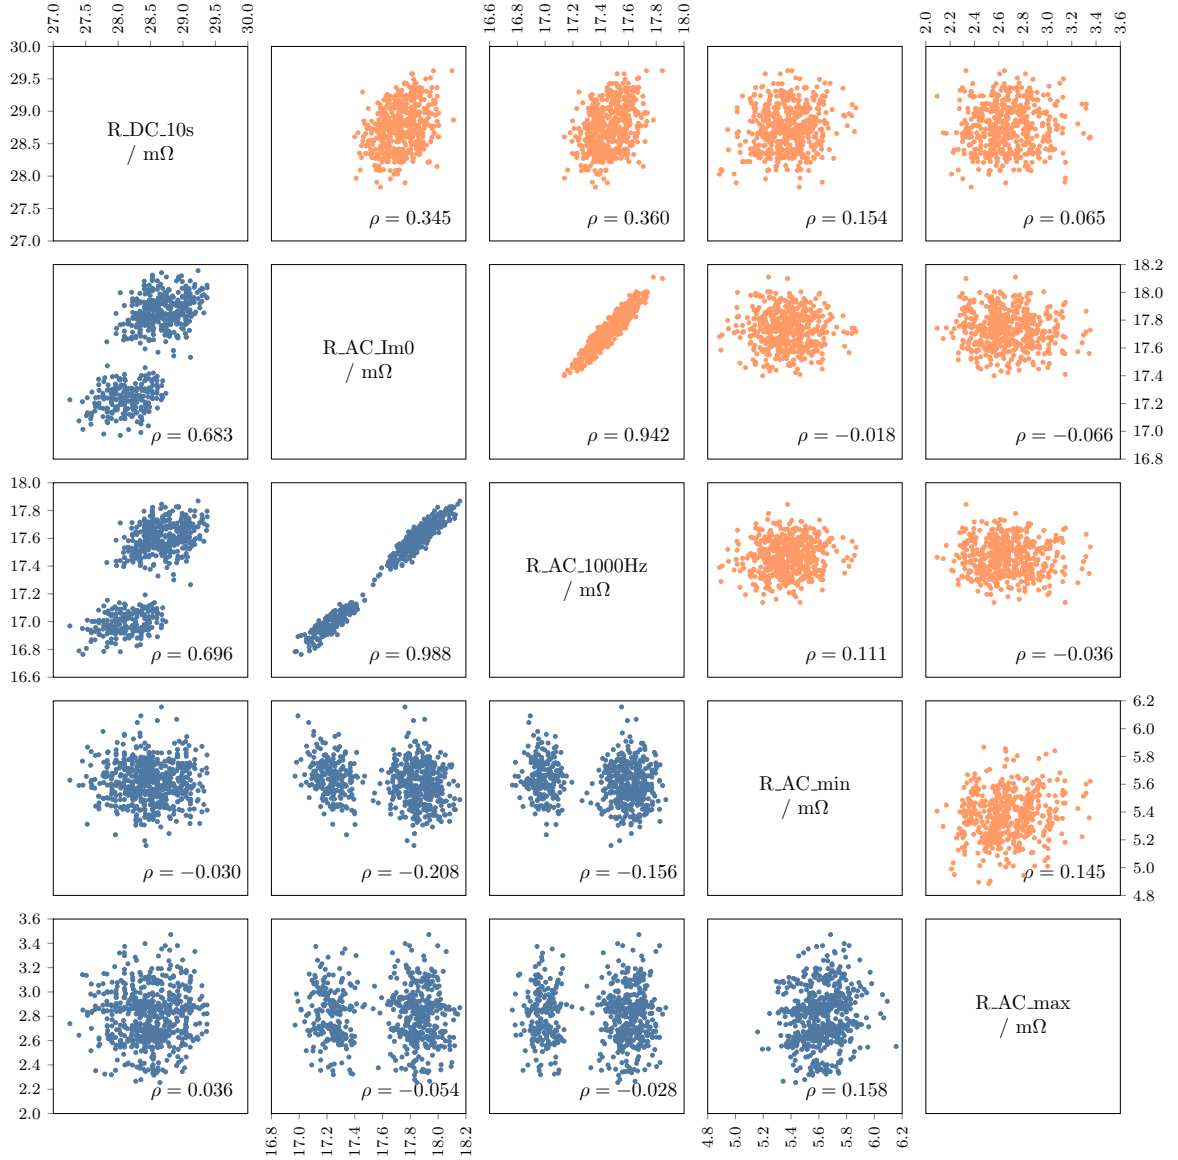 27.0 27.5 28.0 28.5 29.0 29.5 30.0
16.6 16.8 17.0 17.2 17.4 17.6 17.8 18.0
2.0 2.2 2.4 2.6 2.8 3.0 3.2 3.4 3.6
30.0
29.5
29.0
28.5
28.0
27.5
27.0
R_DC_10s
/ mΩ
ρ = 0.345
ρ = 0.360
ρ = 0.154
ρ = 0.065
ρ = 0.683
R_AC_Im0
/ mΩ
ρ = 0.942
ρ = −0.018
ρ = −0.066
18.2
18.0
17.8
17.6
17.4
17.2
17.0
16.8
18.0
17.8
17.6
17.4
17.2
17.0
16.8
16.6
ρ = 0.696
ρ = 0.988
R_AC_1000Hz
/ mΩ
ρ = 0.111
ρ = −0.036
ρ = −0.030
ρ = −0.208
ρ = −0.156
R_AC_min
/ mΩ
ρ = 0.145
6.2
6.0
5.8
5.6
5.4
5.2
5.0
4.8
3.6
3.4
3.2
3.0
2.8
2.6
2.4
2.2
2.0
ρ = 0.036
ρ = −0.054
ρ = −0.028
ρ = 0.158
R_AC_max
/ mΩ
16.8 17.0 17.2 17.4 17.6 17.8 18.0 18.2
4.8 5.0 5.2 5.4 5.6 5.8 6.0 6.2